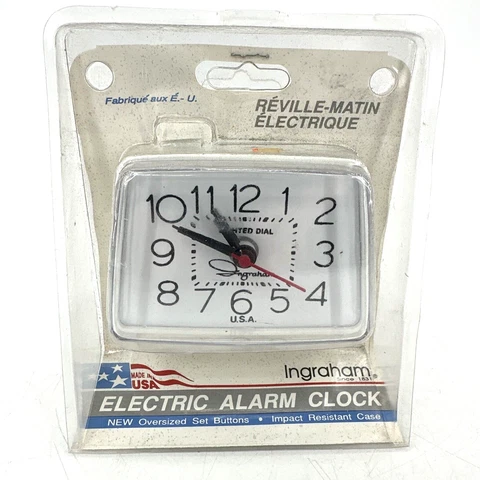 Fabriqué aux É.-U.
RÉVEILLE-MATIN
ÉLECTRIQUE
10 11 12 1
9 2
8 3
7 6 5 4
LIGHTED DIAL
Ingraham
U.S.A.
MADE IN
USA
Ingraham®
Since 1831
ELECTRIC ALARM CLOCK
NEW Oversized Set Buttons • Impact Resistant Case